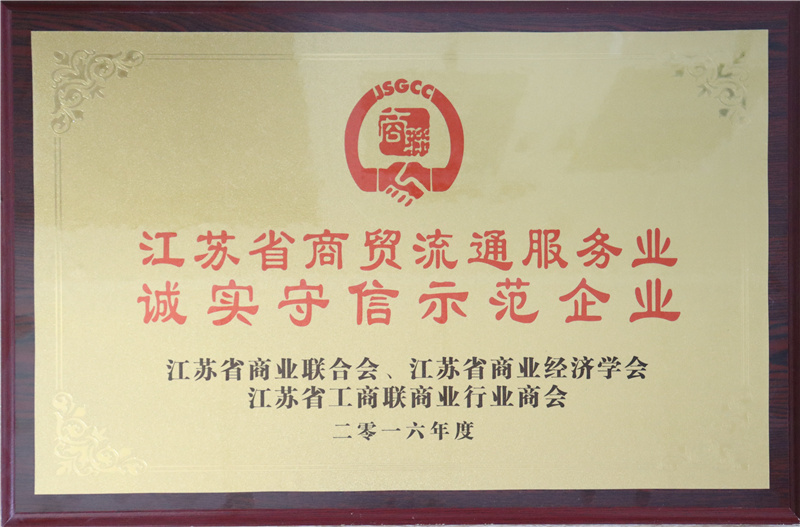 JSGCC
商联
江苏省商贸流通服务业
诚实守信示范企业
江苏省商业联合会、江苏省商业经济学会
江苏省工商联商业行业商会
二零一六年度